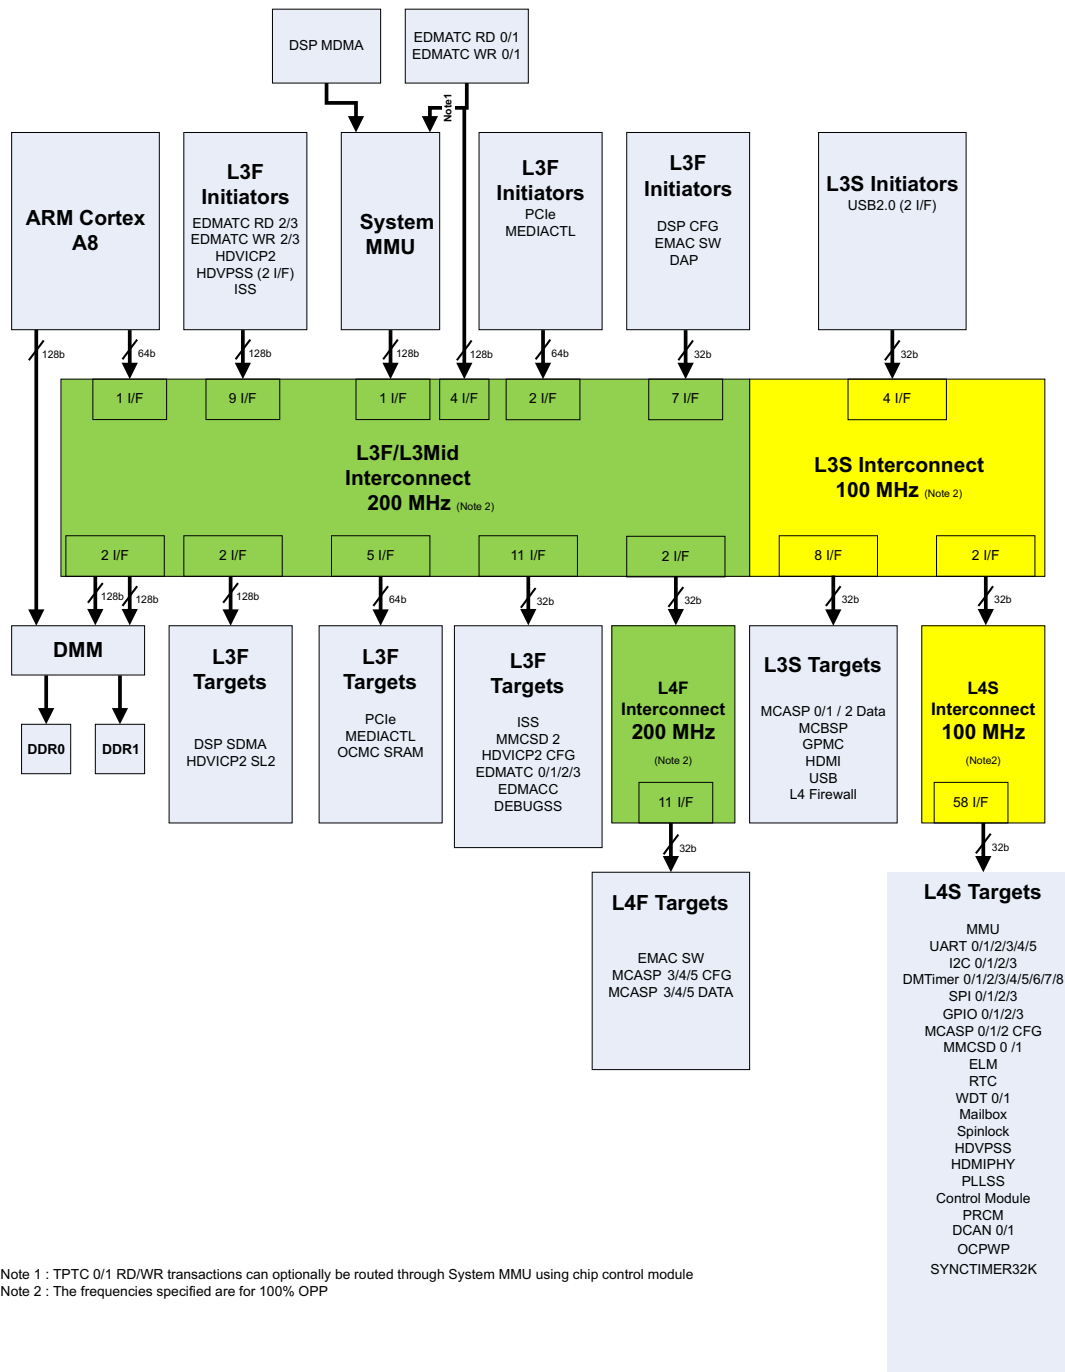 DSP MDMA
EDMATC RD 0/1
EDMATC WR 0/1
Note1
ARM Cortex
A8
L3F
Initiators
EDMATC RD 2/3
EDMATC WR 2/3
HDVICP2
HDVPSS (2 I/F)
ISS
System
MMU
L3F
Initiators
PCIe
MEDIACTL
L3F
Initiators
DSP CFG
EMAC SW
DAP
L3S Initiators
USB2.0 (2 I/F)
128b
64b
128b
128b
128b
64b
32b
32b
1 I/F
9 I/F
1 I/F
4 I/F
2 I/F
7 I/F
4 I/F
L3F/L3Mid
Interconnect
200 MHz (Note 2)
L3S Interconnect
100 MHz (Note 2)
2 I/F
2 I/F
5 I/F
11 I/F
2 I/F
8 I/F
2 I/F
128b
128b
128b
64b
32b
32b
32b
32b
DMM
DDR0
DDR1
L3F
Targets
DSP SDMA
HDVICP2 SL2
L3F
Targets
PCIe
MEDIACTL
OCMC SRAM
L3F
Targets
ISS
MMCSD 2
HDVICP2 CFG
EDMATC 0/1/2/3
EDMACC
DEBUGSS
L4F
Interconnect
200 MHz
(Note 2)
11 I/F
L3S Targets
MCASP 0/1 / 2 Data
MCBSP
GPMC
HDMI
USB
L4 Firewall
L4S
Interconnect
100 MHz
(Note2)
58 I/F
32b
32b
L4F Targets
EMAC SW
MCASP 3/4/5 CFG
MCASP 3/4/5 DATA
L4S Targets
MMU
UART 0/1/2/3/4/5
I2C 0/1/2/3
DMTimer 0/1/2/3/4/5/6/7/8
SPI 0/1/2/3
GPIO 0/1/2/3
MCASP 0/1/2 CFG
MMCSD 0 /1
ELM
RTC
WDT 0/1
Mailbox
Spinlock
HDVPSS
HDMIPHY
PLLSS
Control Module
PRCM
DCAN 0/1
OCPWP
SYNCTIMER32K
Note 1 : TPTC 0/1 RD/WR transactions can optionally be routed through System MMU using chip control module
Note 2 : The frequencies specified are for 100% OPP